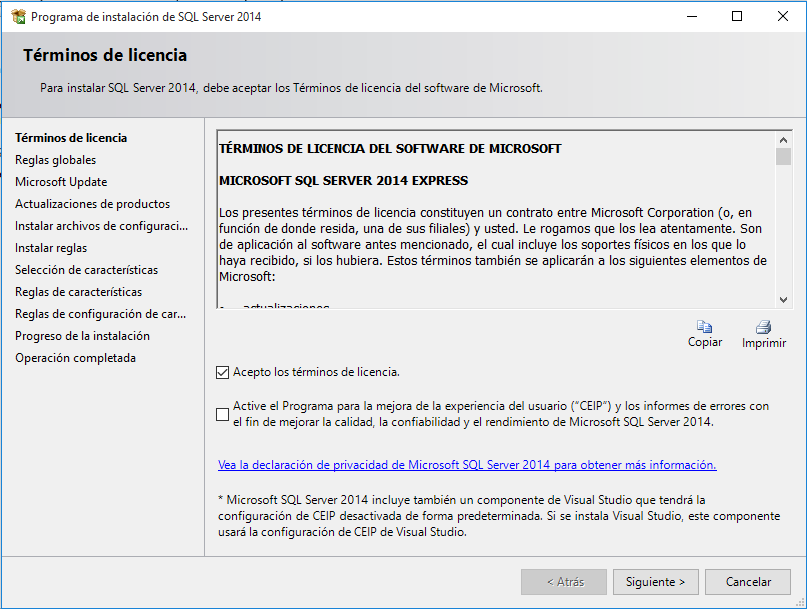 Programa de instalación de SQL Server 2014
Términos de licencia
Para instalar SQL Server 2014, debe aceptar los Términos de licencia del software de Microsoft.
Términos de licencia
Reglas globales
Microsoft Update
Actualizaciones de productos
Instalar archivos de configuraci...
Instalar reglas
Selección de características
Reglas de características
Reglas de configuración de car...
Progreso de la instalación
Operación completada
TÉRMINOS DE LICENCIA DEL SOFTWARE DE MICROSOFT
MICROSOFT SQL SERVER 2014 EXPRESS
Los presentes términos de licencia constituyen un contrato entre Microsoft Corporation (o, en
función de donde resida, una de sus filiales) y usted. Le rogamos que los lea atentamente. Son
de aplicación al software antes mencionado, el cual incluye los soportes físicos en los que lo
haya recibido, si los hubiera. Estos términos también se aplicarán a los siguientes elementos de
Microsoft:
• actualizaciones
Copiar
Imprimir
Acepto los términos de licencia.
Active el Programa para la mejora de la experiencia del usuario ("CEIP") y los informes de errores con
el fin de mejorar la calidad, la confiabilidad y el rendimiento de Microsoft SQL Server 2014.
Vea la declaración de privacidad de Microsoft SQL Server 2014 para obtener más información.
* Microsoft SQL Server 2014 incluye también un componente de Visual Studio que tendrá la
configuración de CEIP desactivada de forma predeterminada. Si se instala Visual Studio, este componente
usará la configuración de CEIP de Visual Studio.
< Atrás
Siguiente >
Cancelar